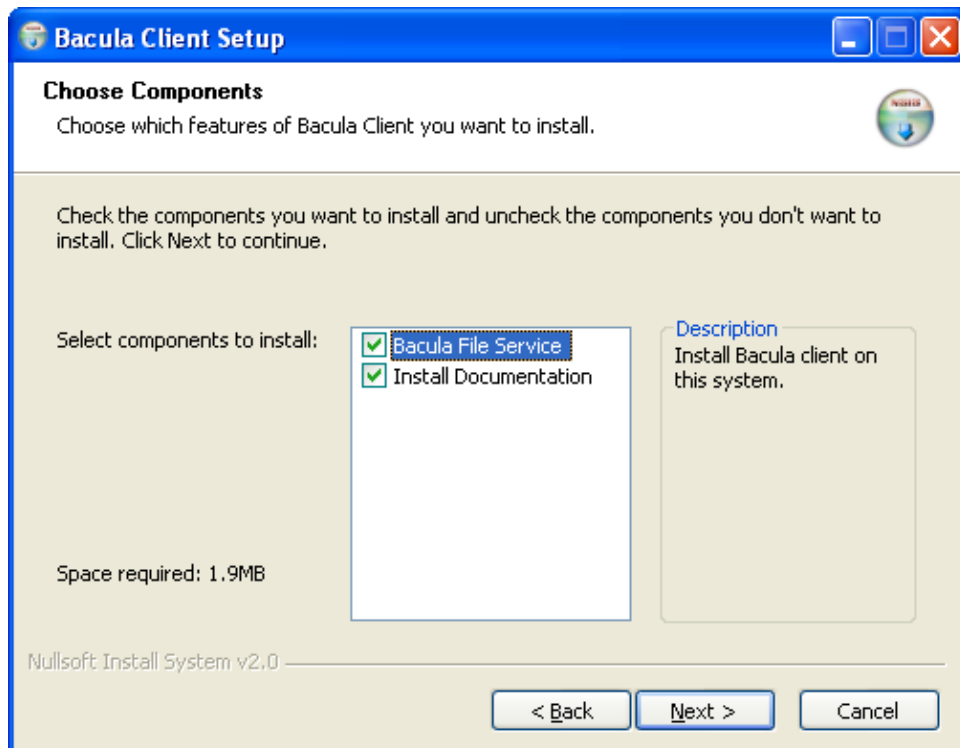 Bacula Client Setup
Choose Components
Choose which features of Bacula Client you want to install.
Check the components you want to install and uncheck the components you don't want to
install. Click Next to continue.
Select components to install:
Bacula File Service
Install Documentation
Description
Install Bacula client on
this system.
Space required: 1.9MB
Nullsoft Install System v2.0
< Back
Next >
Cancel